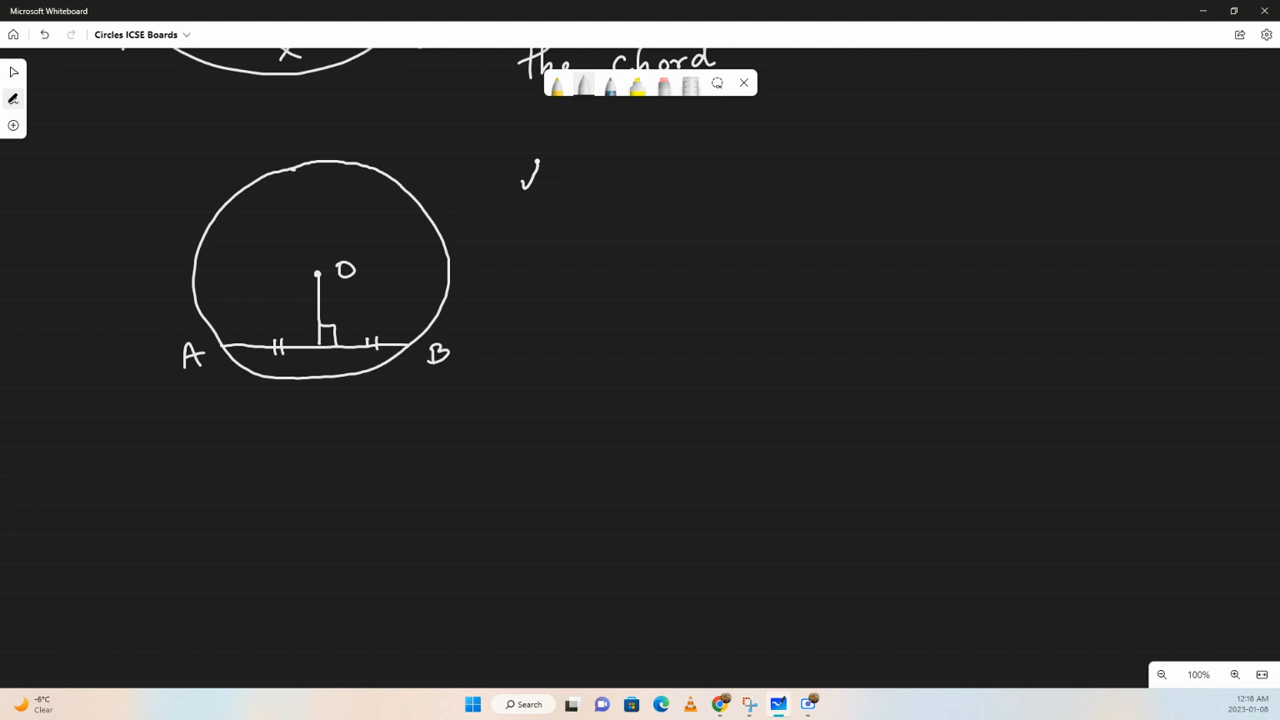 Microsoft Whiteboard
Circles ICSE Boards
the chord
O
A
B
100%
-6°C
Clear
Search
12:18 AM
2023-01-08